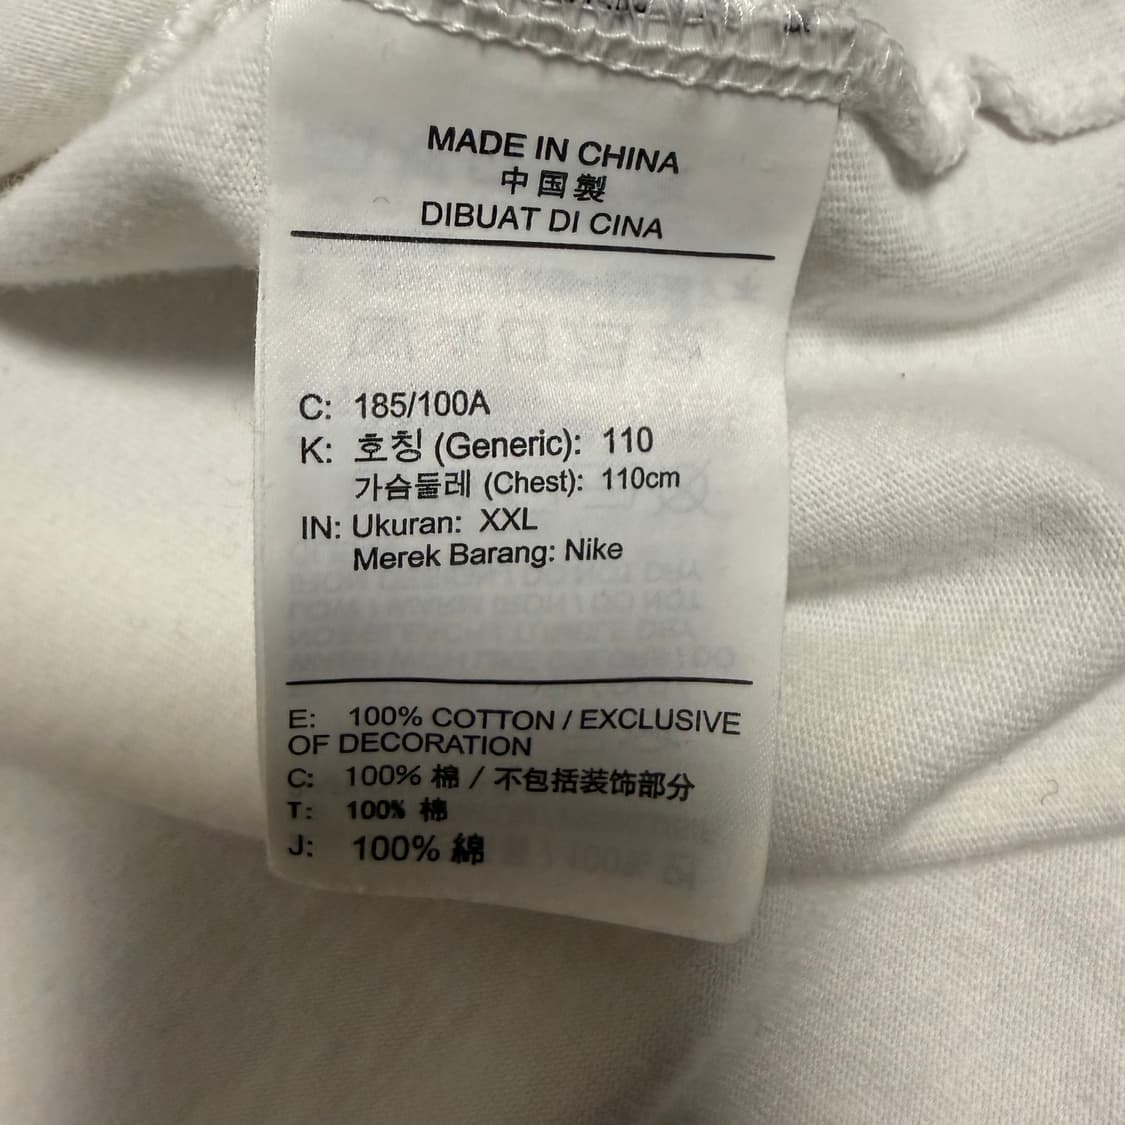 MADE IN CHINA
中国製
DIBUAT DI CINA
C: 185/100A
K: 호칭 (Generic): 110
가슴둘레 (Chest): 110cm
IN: Ukuran: XXL
Merek Barang: Nike
E: 100% COTTON / EXCLUSIVE
OF DECORATION
C: 100% 棉 / 不包括装饰部分
T: 100% 棉
J: 100% 綿